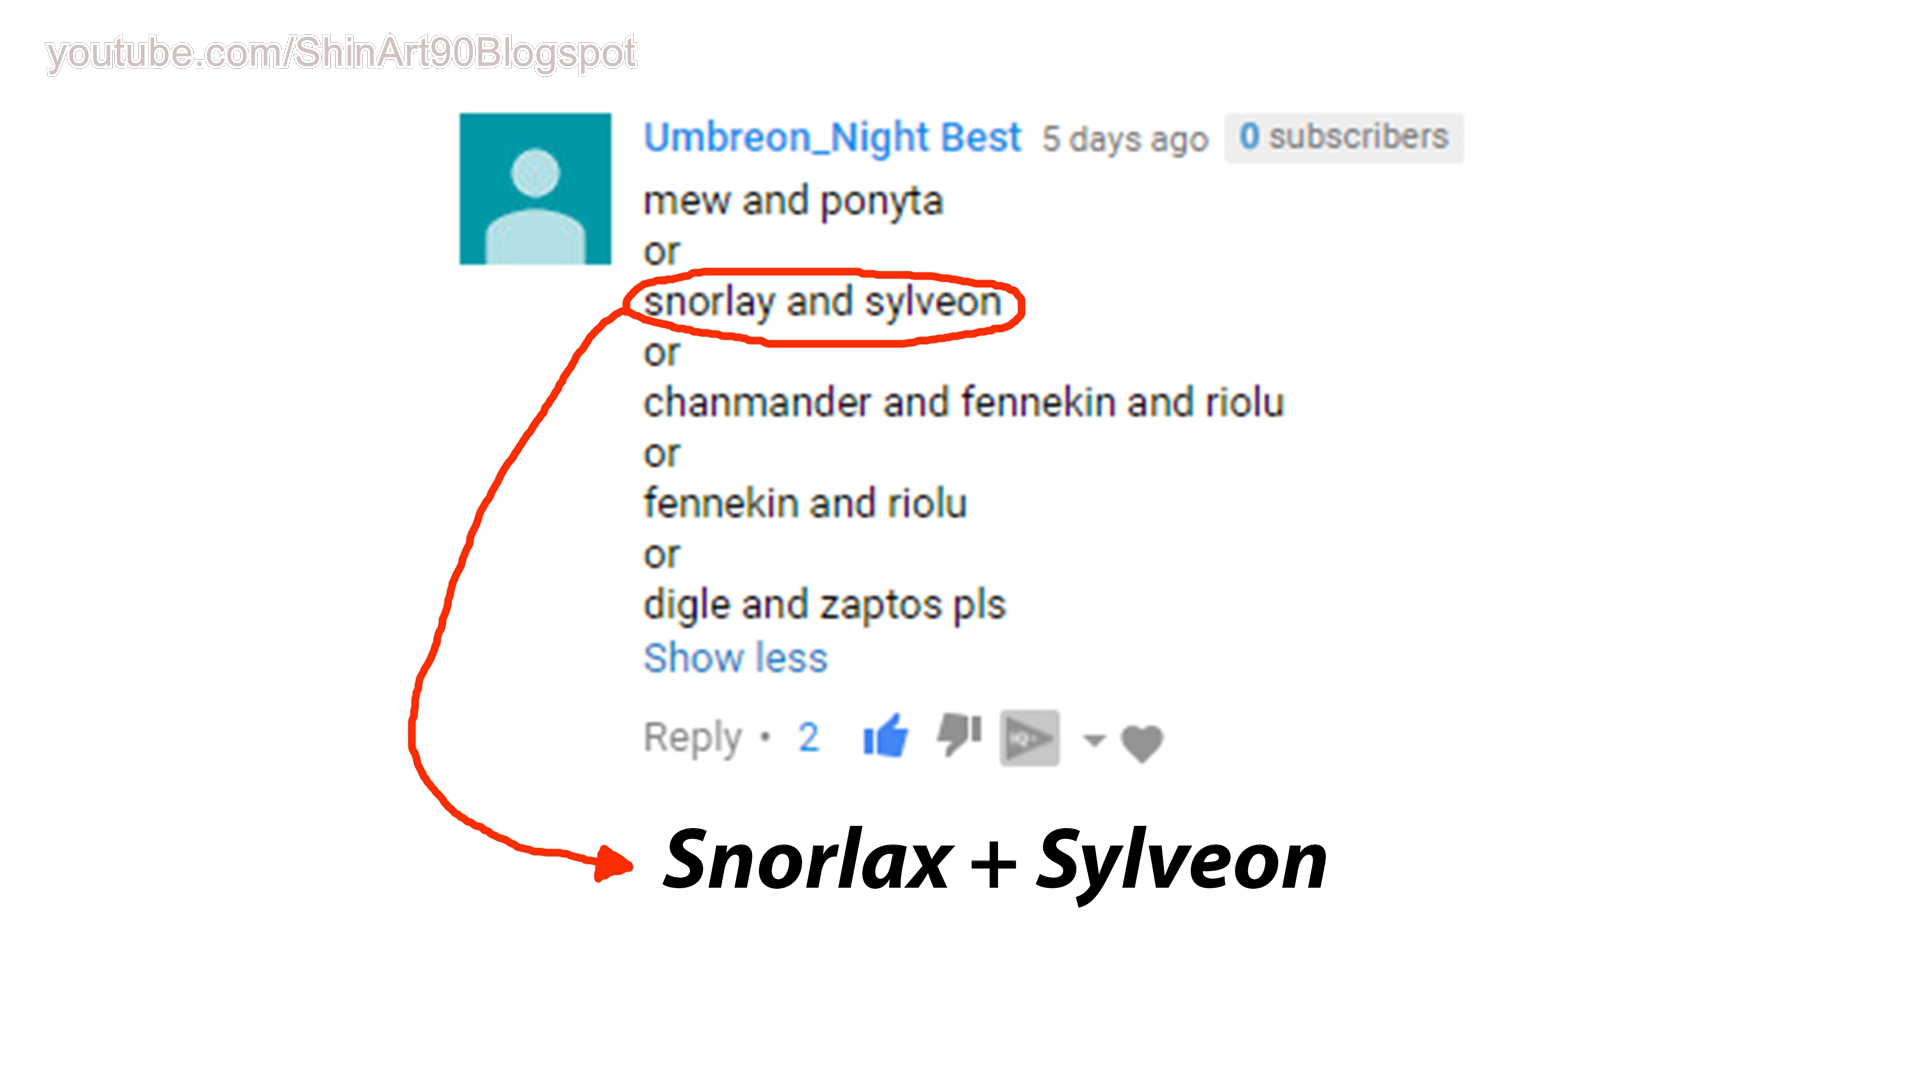 youtube.com/ShinArt90Blogspot
Umbreon_Night Best 5 days ago 0 subscribers
mew and ponyta
or
snorlay and sylveon
or
chanmander and fennekin and riolu
or
fennekin and riolu
or
digle and zaptos pls
Show less
Reply • 2 IQ
Snorlax + Sylveon